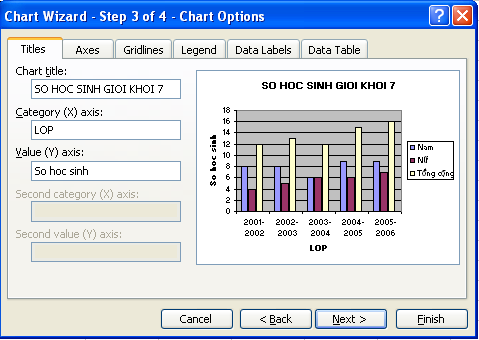 Chart Wizard - Step 3 of 4 - Chart Options
Titles
Axes
Gridlines
Legend
Data Labels
Data Table
Chart title:
SO HOC SINH GIOI KHOI 7
Category (X) axis:
LOP
Value (Y) axis:
So hoc sinh
Second category (X) axis:
Second value (Y) axis:
SO HOC SINH GIOI KHOI 7
So hoc sinh
18
16
14
12
10
8
6
4
2
0
2001-2002
2002-2003
2003-2004
2004-2005
2005-2006
LOP
Nam
Nữ
Tổng cộng
Cancel
< Back
Next >
Finish